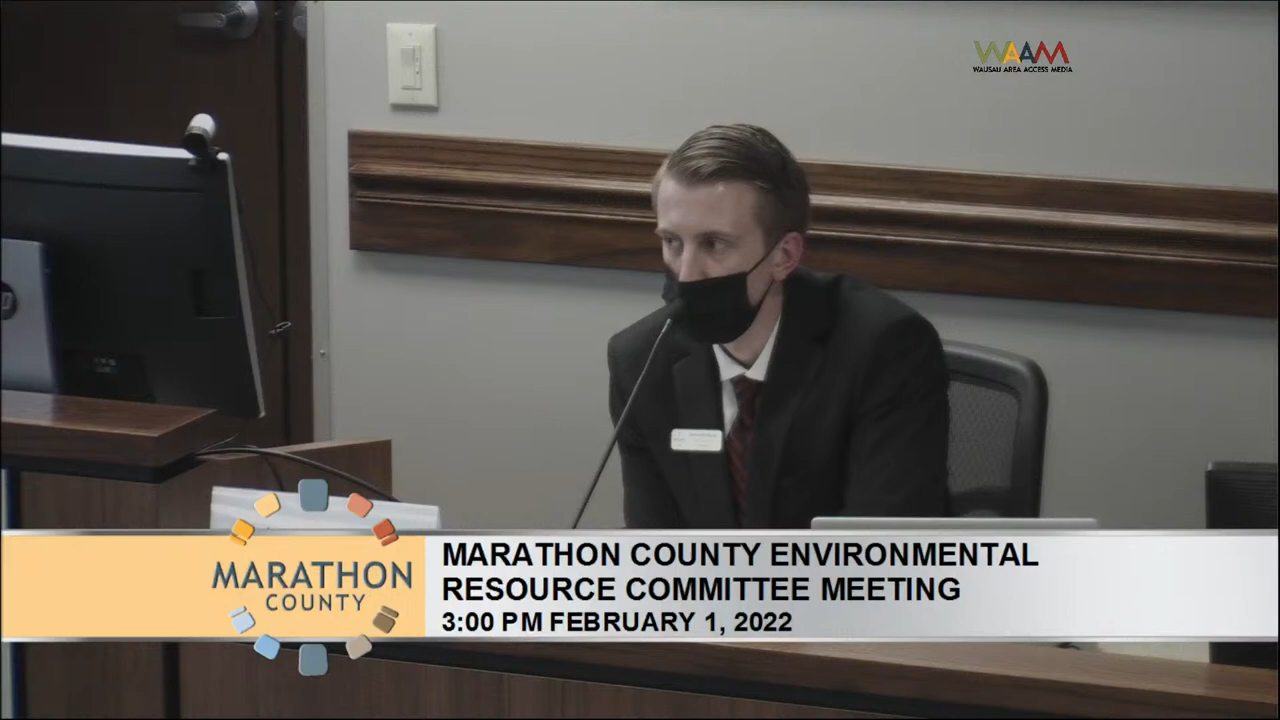 WAAM
WAUSAU AREA ACCESS MEDIA
MARATHON
COUNTY
MARATHON COUNTY ENVIRONMENTAL
RESOURCE COMMITTEE MEETING
3:00 PM FEBRUARY 1, 2022